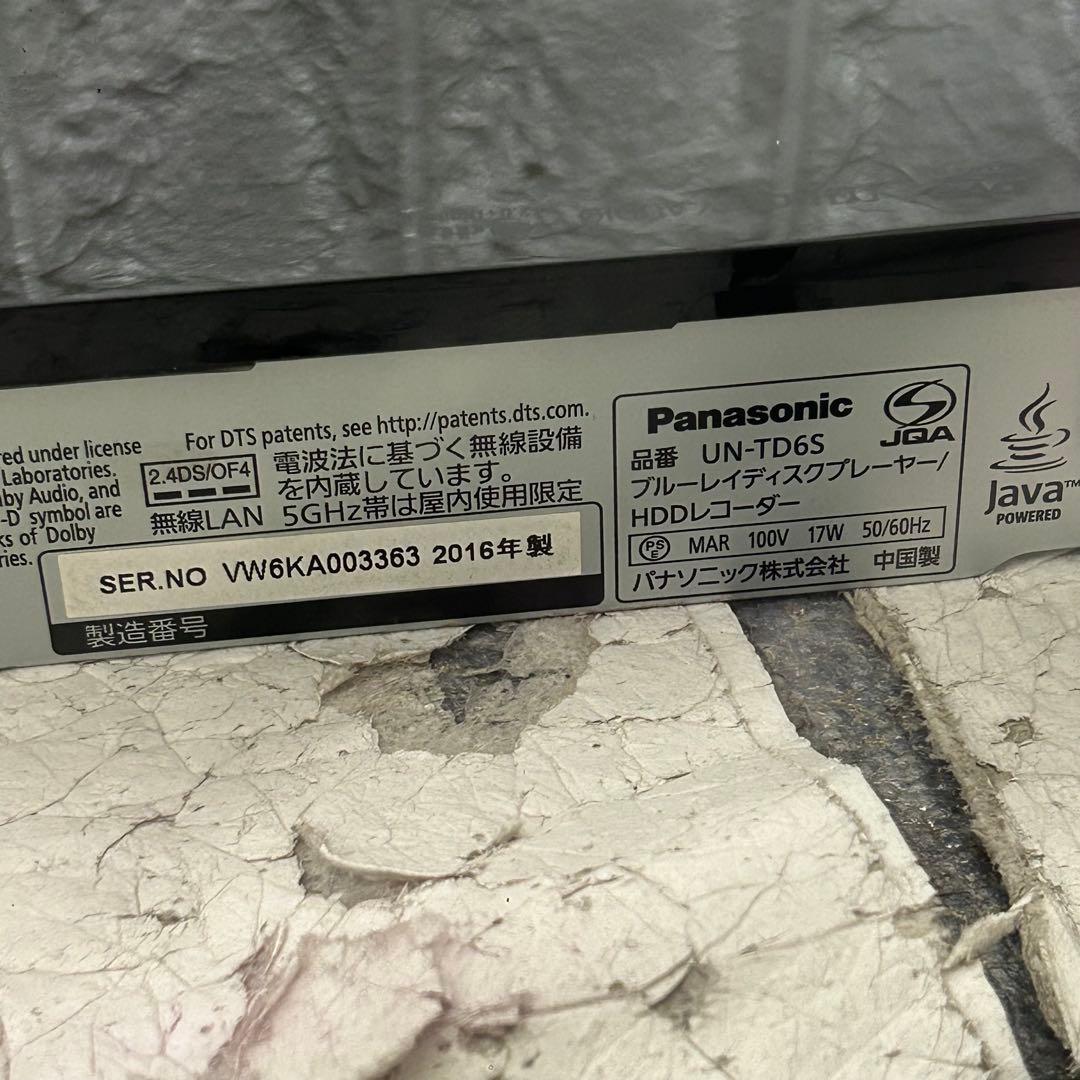 red under license
Laboratories.
by Audio, and
-D symbol are
ks of Dolby
ries.
For DTS patents, see http://patents.dts.com.
2.4DS/OF4
無線LAN
電波法に基づく無線設備
を内蔵しています。
5GHz帯は屋内使用限定
SER.NO VW6KA003363 2016年製
製造番号
Panasonic
JQA
品番 UN-TD6S
ブルーレイディスクプレーヤー/
HDDレコーダー
PSE MAR 100V 17W 50/60Hz
パナソニック株式会社 中国製
Java™
POWERED